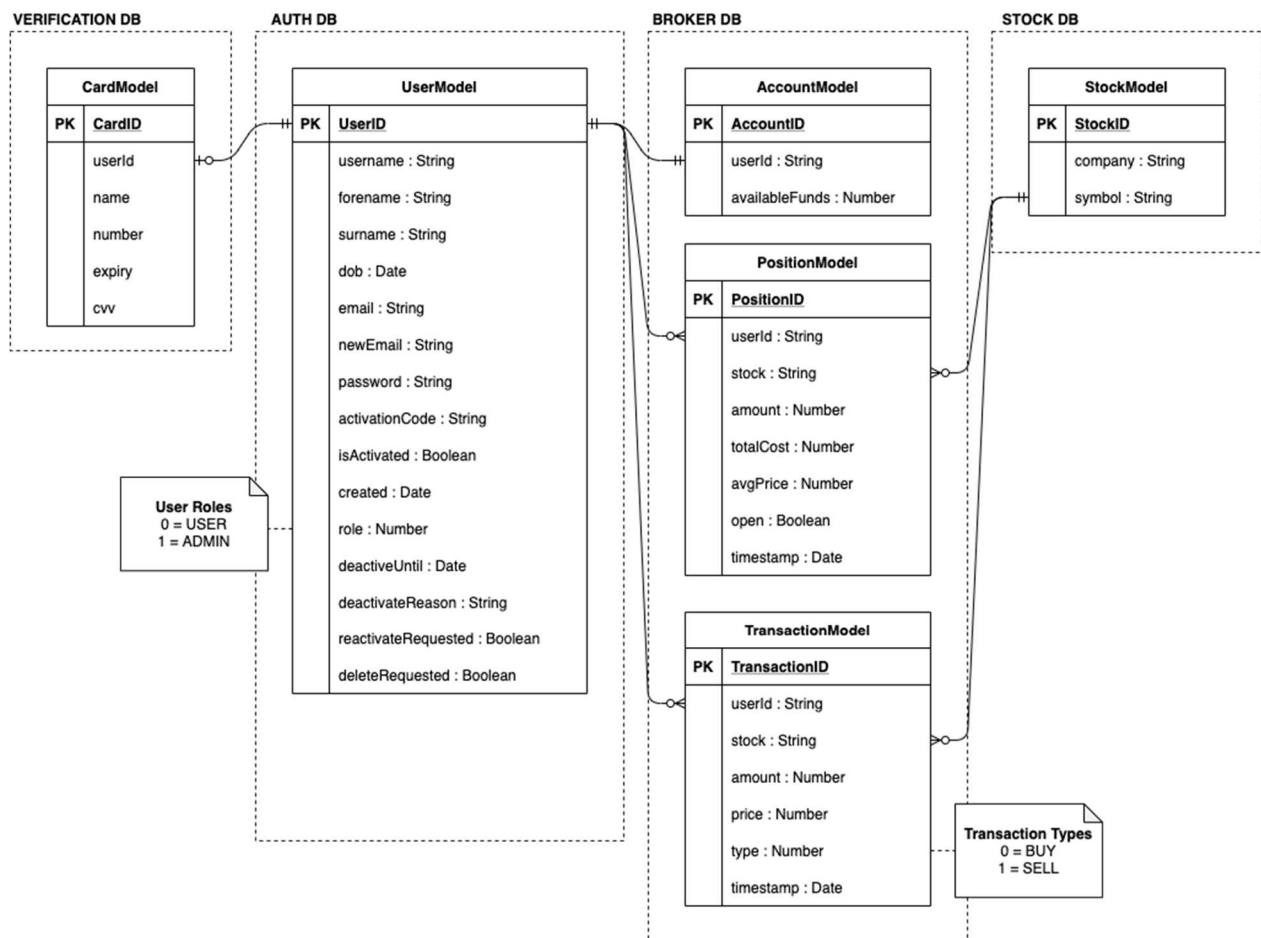 VERIFICATION DB
AUTH DB
BROKER DB
STOCK DB
CardModel
PK CardID
userId
name
number
expiry
cvv
UserModel
PK UserID
username : String
forename : String
surname : String
dob : Date
email : String
newEmail : String
password : String
activationCode : String
isActivated : Boolean
created : Date
role : Number
deactiveUntil : Date
deactivateReason : String
reactivateRequested : Boolean
deleteRequested : Boolean
User Roles
0 = USER
1 = ADMIN
AccountModel
PK AccountID
userId : String
availableFunds : Number
PositionModel
PK PositionID
userId : String
stock : String
amount : Number
totalCost : Number
avgPrice : Number
open : Boolean
timestamp : Date
TransactionModel
PK TransactionID
userId : String
stock : String
amount : Number
price : Number
type : Number
timestamp : Date
Transaction Types
0 = BUY
1 = SELL
StockModel
PK StockID
company : String
symbol : String